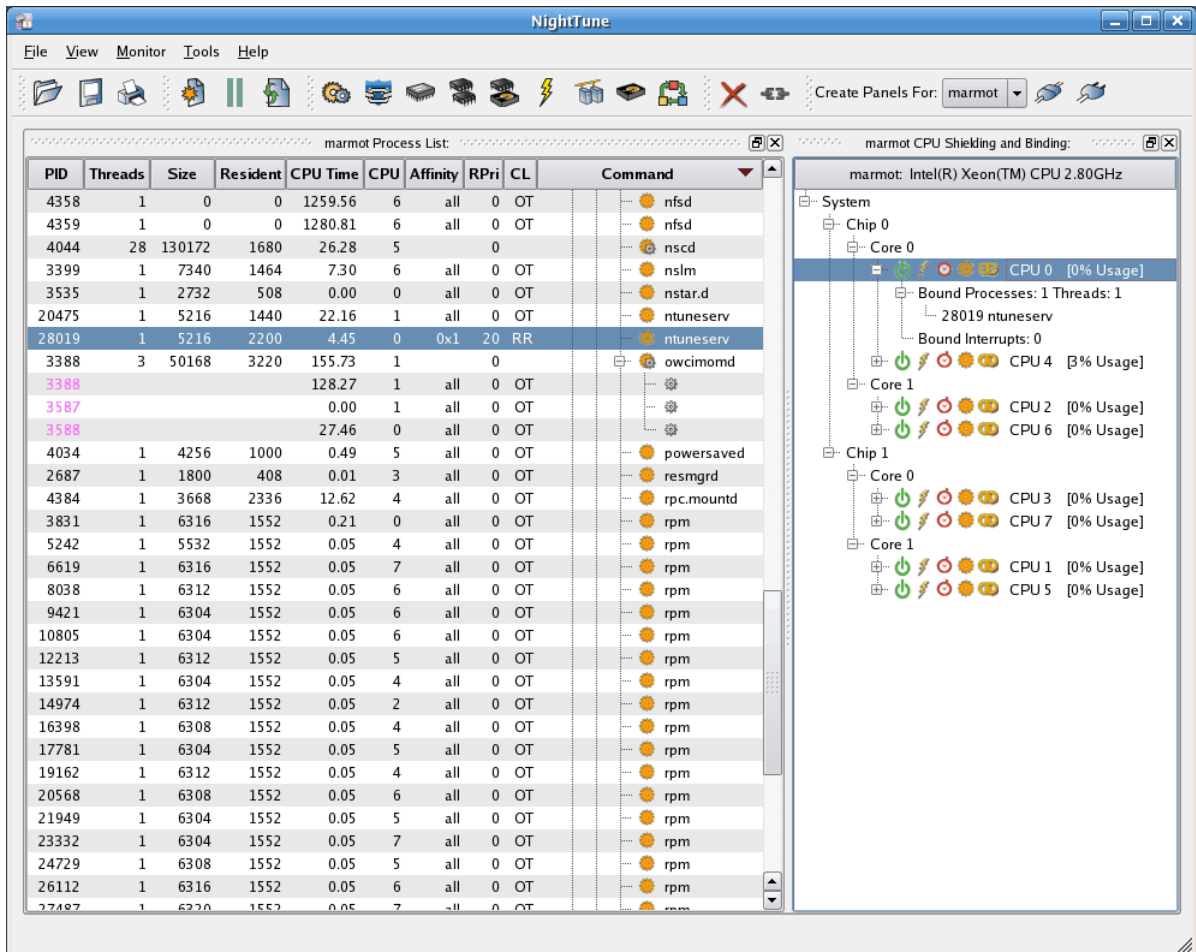 NightTune
File View Monitor Tools Help
Create Panels For: marmot
marmot Process List:
PID Threads Size Resident CPU Time CPU Affinity RPri CL Command
4358 1 0 0 1259.56 6 all 0 OT nfsd
4359 1 0 0 1280.81 6 all 0 OT nfsd
4044 28 130172 1680 26.28 5 0 nscd
3399 1 7340 1464 7.30 6 all 0 OT nslm
3535 1 2732 508 0.00 0 all 0 OT nstar.d
20475 1 5216 1440 22.16 1 all 0 OT ntuneserv
28019 1 5216 2200 4.45 0 0x1 20 RR ntuneserv
3388 3 50168 3220 155.73 1 0 owcimomd
3388 128.27 1 all 0 OT
3587 0.00 1 all 0 OT
3588 27.46 0 all 0 OT
4034 1 4256 1000 0.49 5 all 0 OT powersaved
2687 1 1800 408 0.01 3 all 0 OT resmgrd
4384 1 3668 2336 12.62 4 all 0 OT rpc.mountd
3831 1 6316 1552 0.21 0 all 0 OT rpm
5242 1 5532 1552 0.05 4 all 0 OT rpm
6619 1 6316 1552 0.05 7 all 0 OT rpm
8038 1 6312 1552 0.05 6 all 0 OT rpm
9421 1 6304 1552 0.05 6 all 0 OT rpm
10805 1 6304 1552 0.05 6 all 0 OT rpm
12213 1 6312 1552 0.05 5 all 0 OT rpm
13591 1 6304 1552 0.05 4 all 0 OT rpm
14974 1 6312 1552 0.05 2 all 0 OT rpm
16398 1 6308 1552 0.05 4 all 0 OT rpm
17781 1 6304 1552 0.05 5 all 0 OT rpm
19162 1 6312 1552 0.05 4 all 0 OT rpm
20568 1 6308 1552 0.05 6 all 0 OT rpm
21949 1 6304 1552 0.05 5 all 0 OT rpm
23332 1 6304 1552 0.05 7 all 0 OT rpm
24729 1 6308 1552 0.05 5 all 0 OT rpm
26112 1 6316 1552 0.05 6 all 0 OT rpm
27487 1 6320 1552 0.05 7 all 0 OT rpm
marmot CPU Shielding and Binding:
marmot: Intel(R) Xeon(TM) CPU 2.80GHz
System
Chip 0
Core 0
CPU 0 [0% Usage]
Bound Processes: 1 Threads: 1
28019 ntuneserv
Bound Interrupts: 0
CPU 4 [3% Usage]
Core 1
CPU 2 [0% Usage]
CPU 6 [0% Usage]
Chip 1
Core 0
CPU 3 [0% Usage]
CPU 7 [0% Usage]
Core 1
CPU 1 [0% Usage]
CPU 5 [0% Usage]